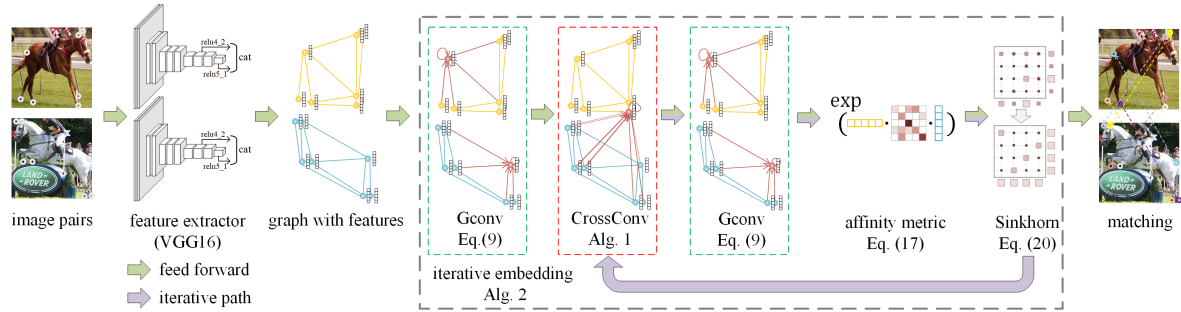 relu4_2
cat
relu5_1
relu4_2
cat
relu5_1
LAND-
ROVER
exp
( · · )
LAND-
ROVER
image pairs
feature extractor
(VGG16)
graph with features
Gconv
Eq.(9)
CrossConv
Alg. 1
Gconv
Eq. (9)
affinity metric
Eq. (17)
Sinkhorn
Eq. (20)
matching
feed forward
iterative path
iterative embedding
Alg. 2